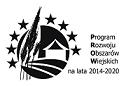 Program
Rozwoju
Obszarów
Wiejskich
na lata 2014-2020